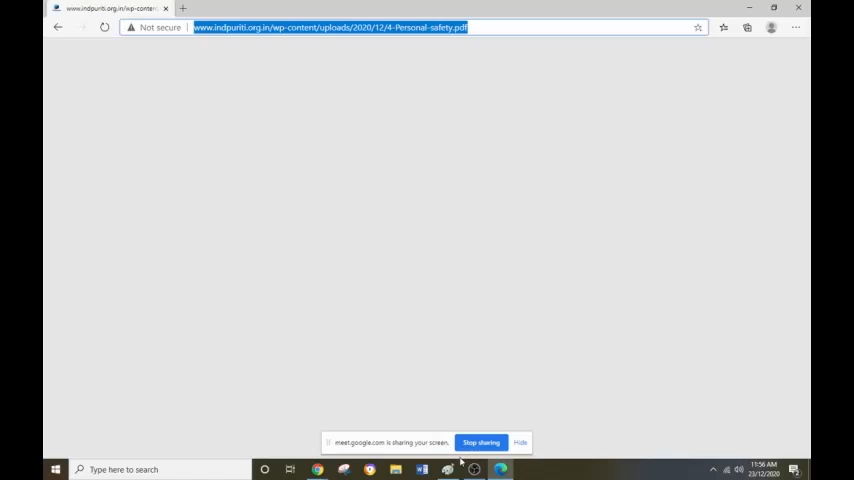 www.indpuriti.org.in/wp-conten
Not secure
www.indpuriti.org.in/wp-content/uploads/2020/12/4-Personal-safety.pdf
meet.google.com is sharing your screen.
Stop sharing
Hide
Type here to search
11:56 AM
23/12/2020